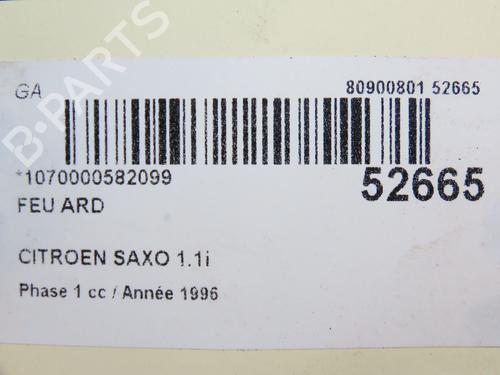 GA 80900801 52665
*1070000582099 52665
FEU ARD
CITROEN SAXO 1.1i
Phase 1 cc / Année 1996
B-PARTS